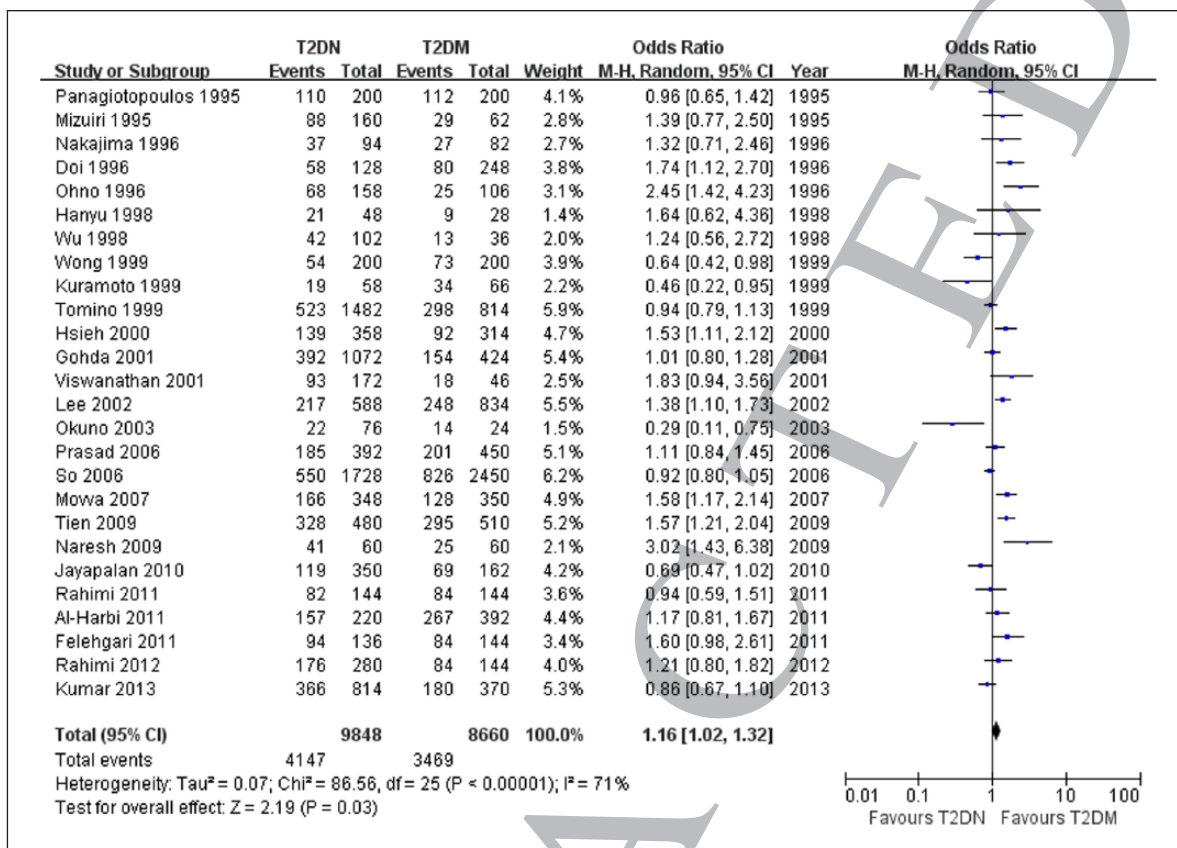 T2DN T2DM Odds Ratio Odds Ratio
Study or Subgroup Events Total Events Total Weight M-H, Random, 95% CI Year M-H, Random, 95% CI
Panagiotopoulos 1995 110 200 112 200 4.1% 0.96 [0.65, 1.42] 1995
Mizuiri 1995 88 160 29 62 2.8% 1.39 [0.77, 2.50] 1995
Nakajima 1996 37 94 27 82 2.7% 1.32 [0.71, 2.46] 1996
Doi 1996 58 128 80 248 3.8% 1.74 [1.12, 2.70] 1996
Ohno 1996 68 158 25 106 3.1% 2.45 [1.42, 4.23] 1996
Hanyu 1998 21 48 9 28 1.4% 1.64 [0.62, 4.36] 1998
Wu 1998 42 102 13 36 2.0% 1.24 [0.56, 2.72] 1998
Wong 1999 54 200 73 200 3.9% 0.64 [0.42, 0.98] 1999
Kuramoto 1999 19 58 34 66 2.2% 0.46 [0.22, 0.95] 1999
Tomino 1999 523 1482 298 814 5.9% 0.94 [0.79, 1.13] 1999
Hsieh 2000 139 358 92 314 4.7% 1.53 [1.11, 2.12] 2000
Gohda 2001 392 1072 154 424 5.4% 1.01 [0.80, 1.28] 2001
Viswanathan 2001 93 172 18 46 2.5% 1.83 [0.94, 3.56] 2001
Lee 2002 217 588 248 834 5.5% 1.38 [1.10, 1.73] 2002
Okuno 2003 22 76 14 24 1.5% 0.29 [0.11, 0.75] 2003
Prasad 2006 185 392 201 450 5.1% 1.11 [0.84, 1.45] 2006
So 2006 550 1728 826 2450 6.2% 0.92 [0.80, 1.05] 2006
Mowa 2007 166 348 128 350 4.9% 1.58 [1.17, 2.14] 2007
Tien 2009 328 480 295 510 5.2% 1.57 [1.21, 2.04] 2009
Naresh 2009 41 60 25 60 2.1% 3.02 [1.43, 6.38] 2009
Jayapalan 2010 119 350 69 162 4.2% 0.69 [0.47, 1.02] 2010
Rahimi 2011 82 144 84 144 3.6% 0.94 [0.59, 1.51] 2011
Al-Harbi 2011 157 220 267 392 4.4% 1.17 [0.81, 1.67] 2011
Felehgari 2011 94 136 84 144 3.4% 1.60 [0.98, 2.61] 2011
Rahimi 2012 176 280 84 144 4.0% 1.21 [0.80, 1.82] 2012
Kumar 2013 366 814 180 370 5.3% 0.86 [0.67, 1.10] 2013
Total (95% CI) 9848 8660 100.0% 1.16 [1.02, 1.32]
Total events 4147 3469
Heterogeneity: Tau² = 0.07; Chi² = 86.56, df = 25 (P < 0.00001); I² = 71%
Test for overall effect: Z = 2.19 (P = 0.03)
0.01 0.1 1 10 100
Favours T2DN Favours T2DM